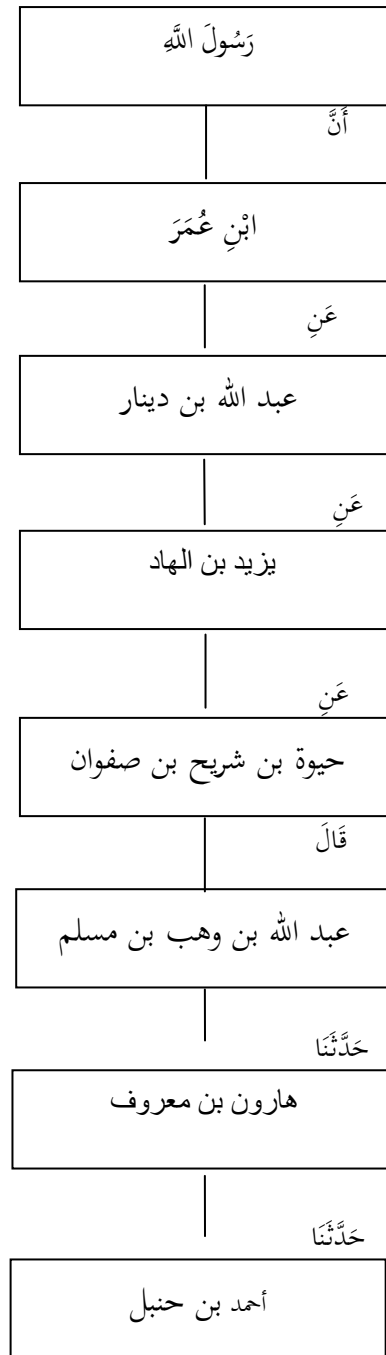 رَسُولَ اللَّهِ
أَنَّ
ابْنِ عُمَرَ
عَنِ
عبد الله بن دينار
عَنِ
يزيد بن الهاد
عَنِ
حيوة بن شريح بن صفوان
قَالَ
عبد الله بن وهب بن مسلم
حَدَّثَنَا
هارون بن معروف
حَدَّثَنَا
أحمد بن حنبل